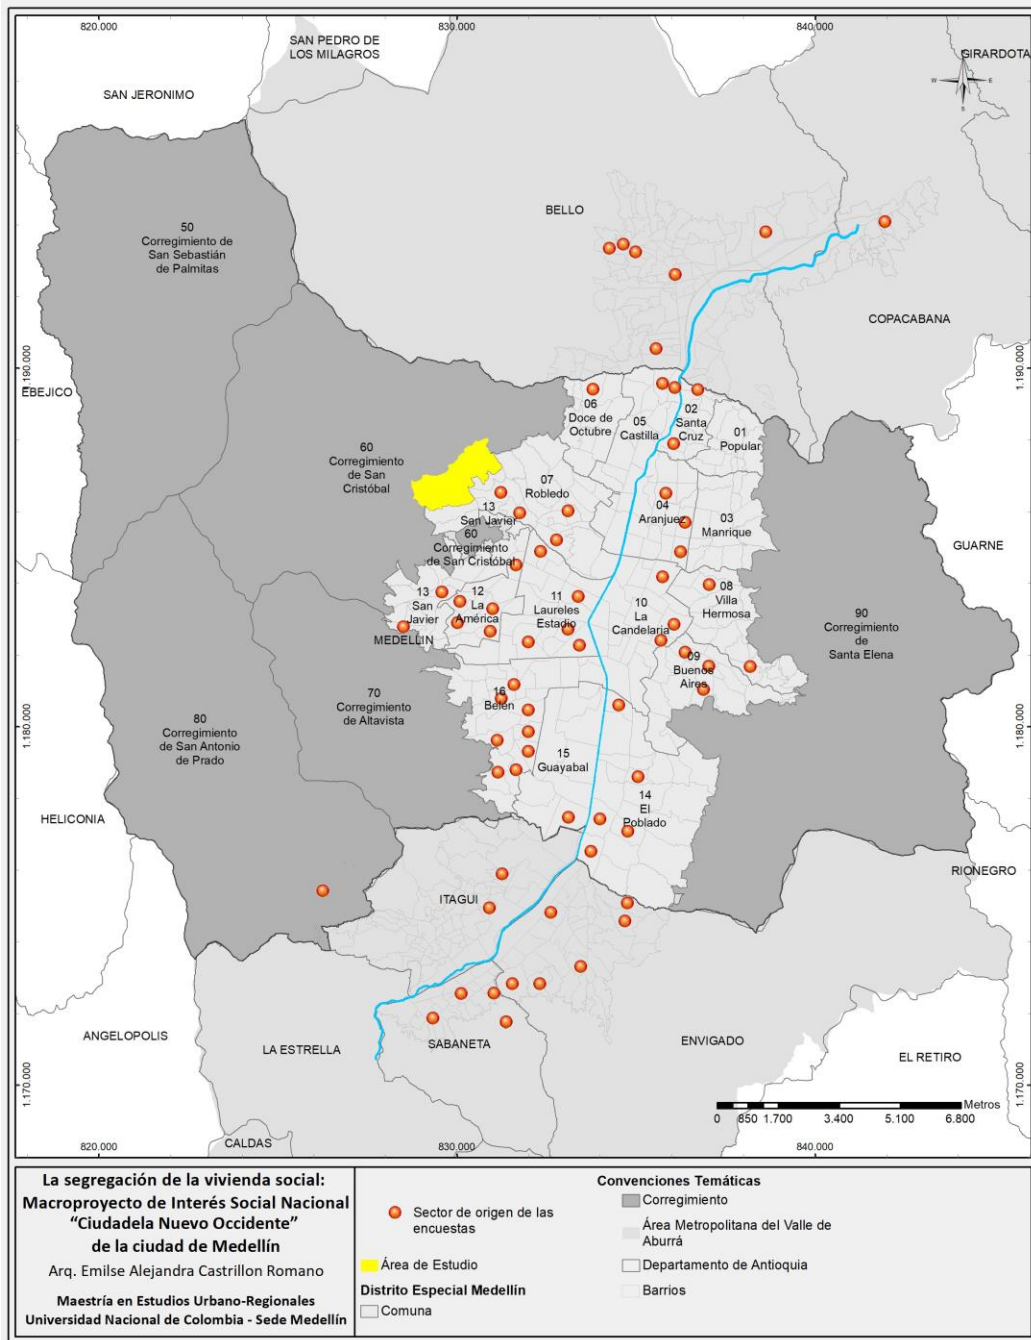 820.000
830.000
840.000
SAN PEDRO DE
LOS MILAGROS
GIRARDOTA
N
W
E
S
SAN JERONIMO
50
Corregimiento de
San Sebastián
de Palmitas
BELLO
COPACABANA
1.190.000
1.190.000
EBEJICO
06
Doce de
Octubre
05
Castilla
02
Santa
Cruz
01
Popular
60
Corregimiento
de San
Cristóbal
07
Robledo
13
San Javier
04
Aranjuez
03
Manrique
60
Corregimiento
de San Cristóbal
GUARNE
13
San
Javier
12
La
América
11
Laureles
Estadio
10
La
Candelaria
08
Villa
Hermosa
MEDELLIN
90
Corregimiento
de
Santa Elena
09
Buenos
Aires
70
Corregimiento
de Altavista
16
Belén
80
Corregimiento
de San Antonio
de Prado
1.180.000
1.180.000
15
Guayabal
14
El
Poblado
HELICONIA
RIONEGRO
ITAGUI
ANGELOPOLIS
LA ESTRELLA
SABANETA
ENVIGADO
EL RETIRO
1.170.000
1.170.000
Metros
0 850 1.700 3.400 5.100 6.800
CALDAS
820.000
830.000
840.000
La segregación de la vivienda social:
Macroproyecto de Interés Social Nacional
“Ciudadela Nuevo Occidente”
de la ciudad de Medellín
Arq. Emilse Alejandra Castrillon Romano
Maestría en Estudios Urbano-Regionales
Universidad Nacional de Colombia - Sede Medellín
Convenciones Temáticas
Sector de origen de las
encuestas
Área de Estudio
Distrito Especial Medellín
Comuna
Corregimiento
Área Metropolitana del Valle de
Aburrá
Departamento de Antioquia
Barrios